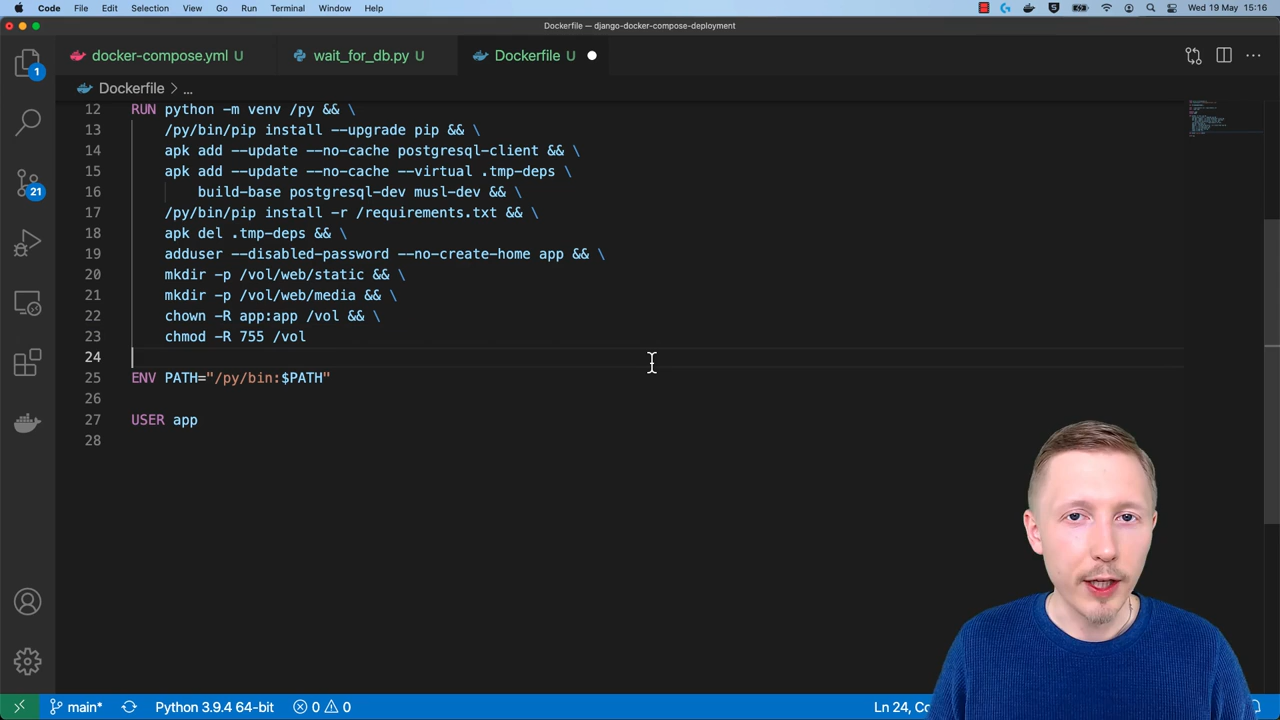 Code File Edit Selection View Go Run Terminal Window Help Wed 19 May 15:16
Dockerfile — django-docker-compose-deployment
docker-compose.yml U wait_for_db.py U Dockerfile U
Dockerfile > ...
12 RUN python -m venv /py && \
13 /py/bin/pip install --upgrade pip && \
14 apk add --update --no-cache postgresql-client && \
15 apk add --update --no-cache --virtual .tmp-deps \
16 build-base postgresql-dev musl-dev && \
17 /py/bin/pip install -r /requirements.txt && \
18 apk del .tmp-deps && \
19 adduser --disabled-password --no-create-home app && \
20 mkdir -p /vol/web/static && \
21 mkdir -p /vol/web/media && \
22 chown -R app:app /vol && \
23 chmod -R 755 /vol
24
25 ENV PATH="/py/bin:$PATH"
26
27 USER app
28
1
21
main* Python 3.9.4 64-bit 0 0 Ln 24,